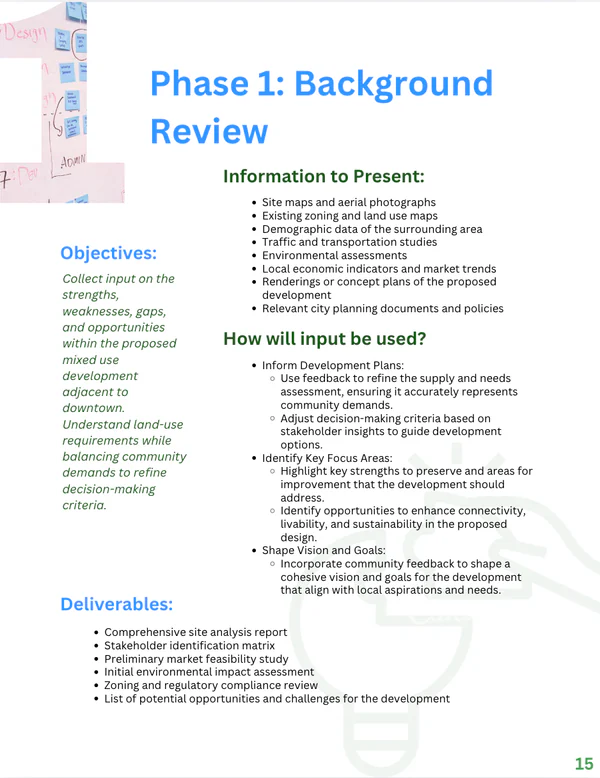 Design
ADMIN
7: Dev
Phase 1: Background
Review
Information to Present:
Site maps and aerial photographs
Existing zoning and land use maps
Demographic data of the surrounding area
Traffic and transportation studies
Environmental assessments
Local economic indicators and market trends
Renderings or concept plans of the proposed
development
Relevant city planning documents and policies
Objectives:
Collect input on the
strengths,
weaknesses, gaps,
and opportunities
within the proposed
mixed use
development
adjacent to
downtown.
Understand land-use
requirements while
balancing community
demands to refine
decision-making
criteria.
How will input be used?
Inform Development Plans:
Use feedback to refine the supply and needs
assessment, ensuring it accurately represents
community demands.
Adjust decision-making criteria based on
stakeholder insights to guide development
options.
Identify Key Focus Areas:
Highlight key strengths to preserve and areas for
improvement that the development should
address.
Identify opportunities to enhance connectivity,
livability, and sustainability in the proposed
design.
Shape Vision and Goals:
Incorporate community feedback to shape a
cohesive vision and goals for the development
that align with local aspirations and needs.
Deliverables:
Comprehensive site analysis report
Stakeholder identification matrix
Preliminary market feasibility study
Initial environmental impact assessment
Zoning and regulatory compliance review
List of potential opportunities and challenges for the development
15